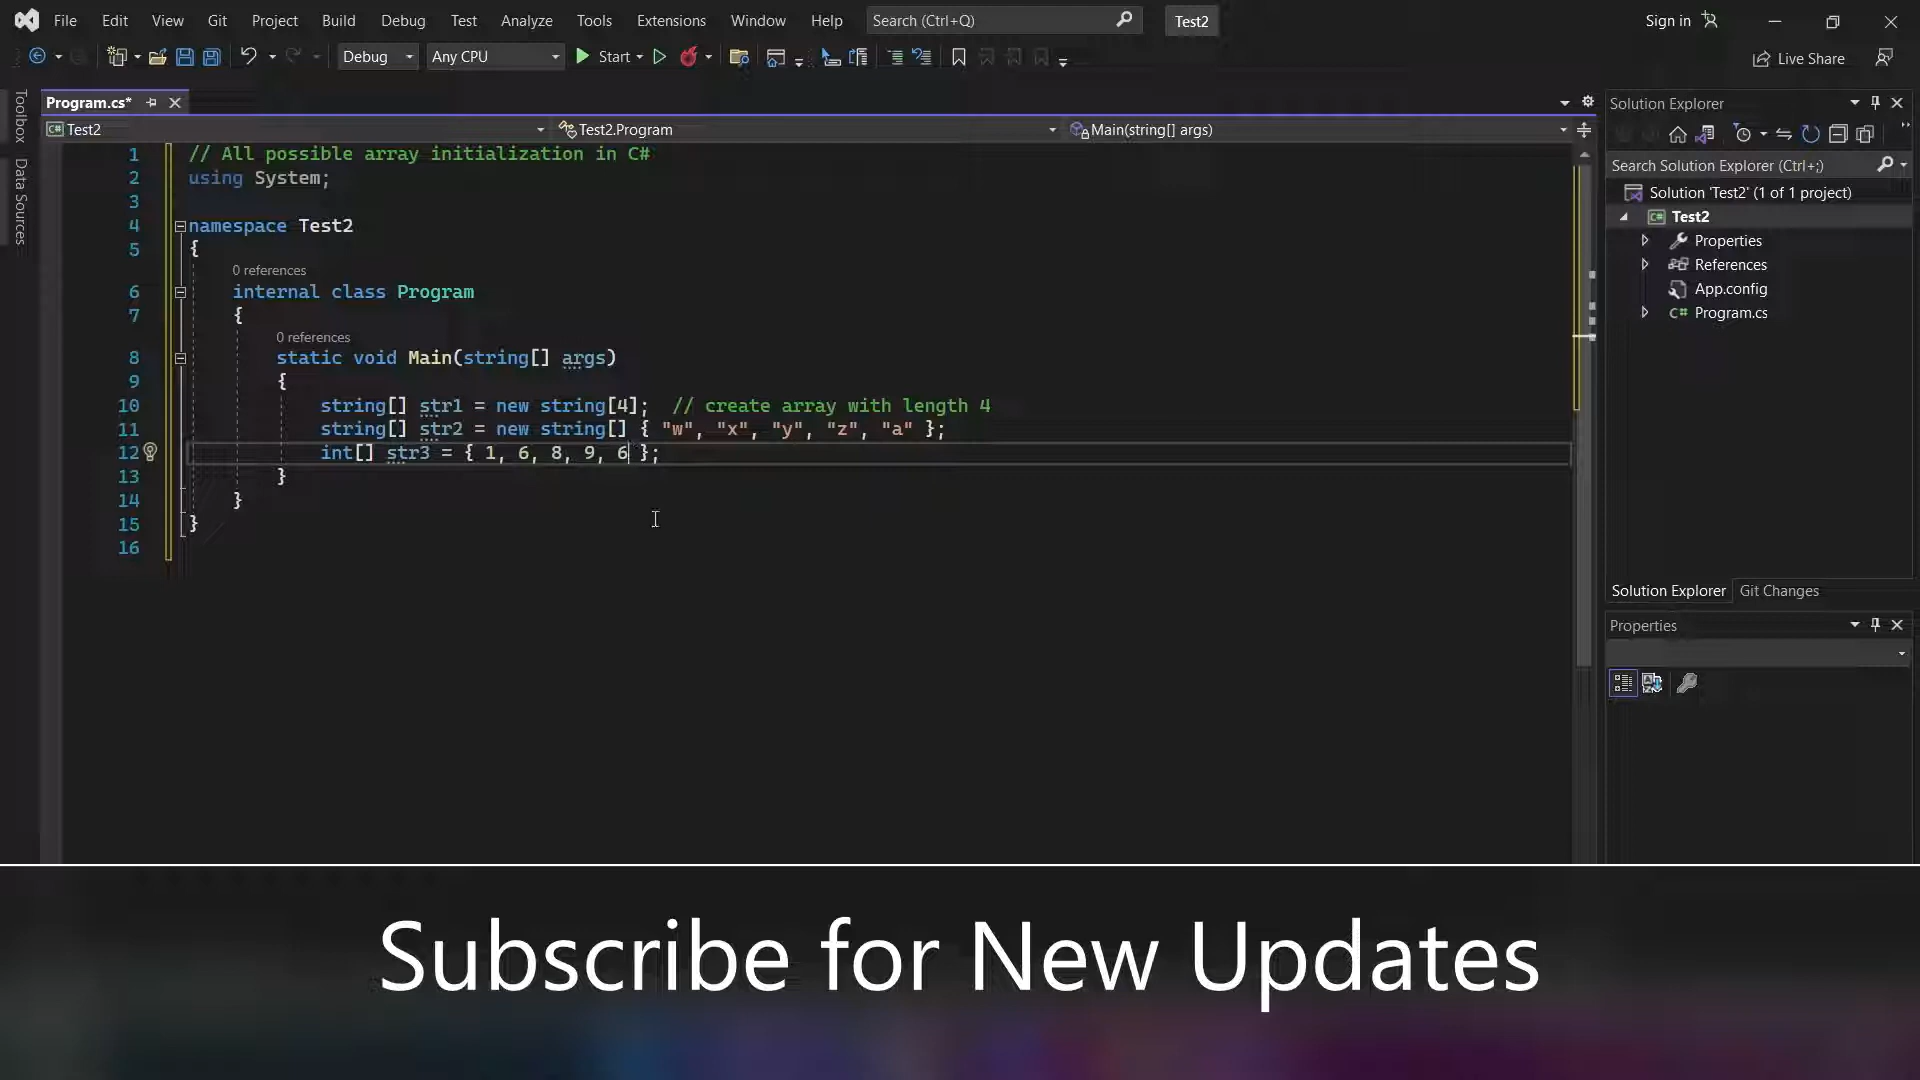 File Edit View Git Project Build Debug Test Analyze Tools Extensions Window Help Search (Ctrl+Q) Test2 Sign in
Debug Any CPU Start Live Share
Program.cs*
Test2 Test2.Program Main(string[] args)
1 // All possible array initialization in C#
2 using System;
3
4 namespace Test2
5 {
0 references
6 internal class Program
7 {
0 references
8 static void Main(string[] args)
9 {
10 string[] str1 = new string[4]; // create array with length 4
11 string[] str2 = new string[] { "w", "x", "y", "z", "a" };
12 int[] str3 = { 1, 6, 8, 9, 6 };
13 }
14 }
15 }
16
Toolbox
Data Sources
Solution Explorer
Search Solution Explorer (Ctrl+;)
Solution 'Test2' (1 of 1 project)
C# Test2
Properties
References
App.config
C# Program.cs
Solution Explorer Git Changes
Properties
Subscribe for New Updates